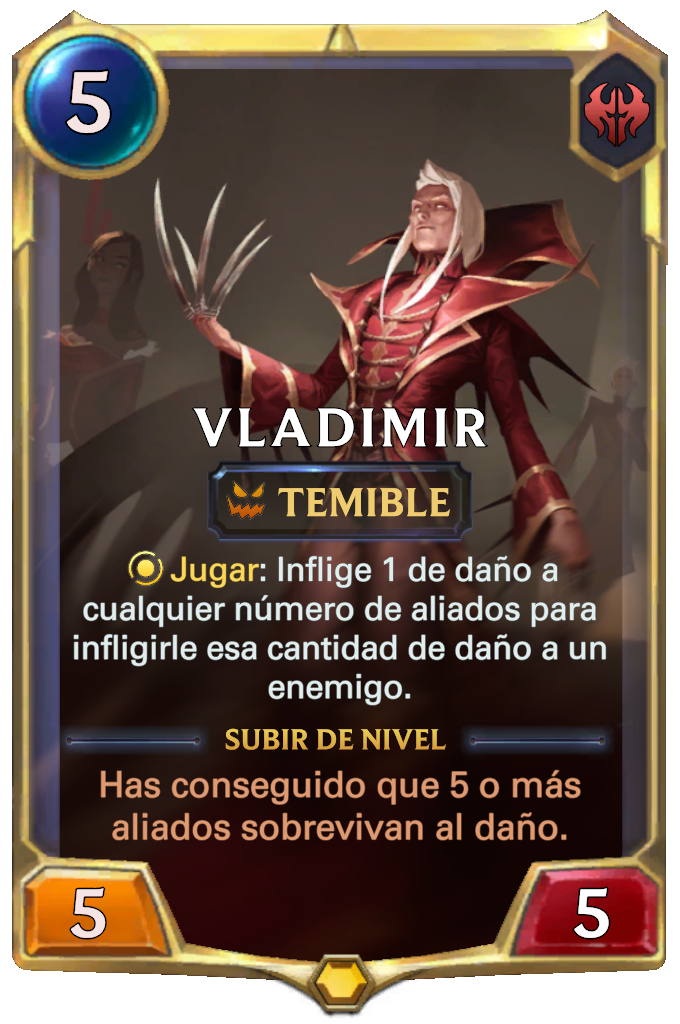 5
VLADIMIR
TEMIBLE
Jugar: Inflige 1 de daño a
cualquier número de aliados para
infligirle esa cantidad de daño a un
enemigo.
SUBIR DE NIVEL
Has conseguido que 5 o más
aliados sobrevivan al daño.
5
5